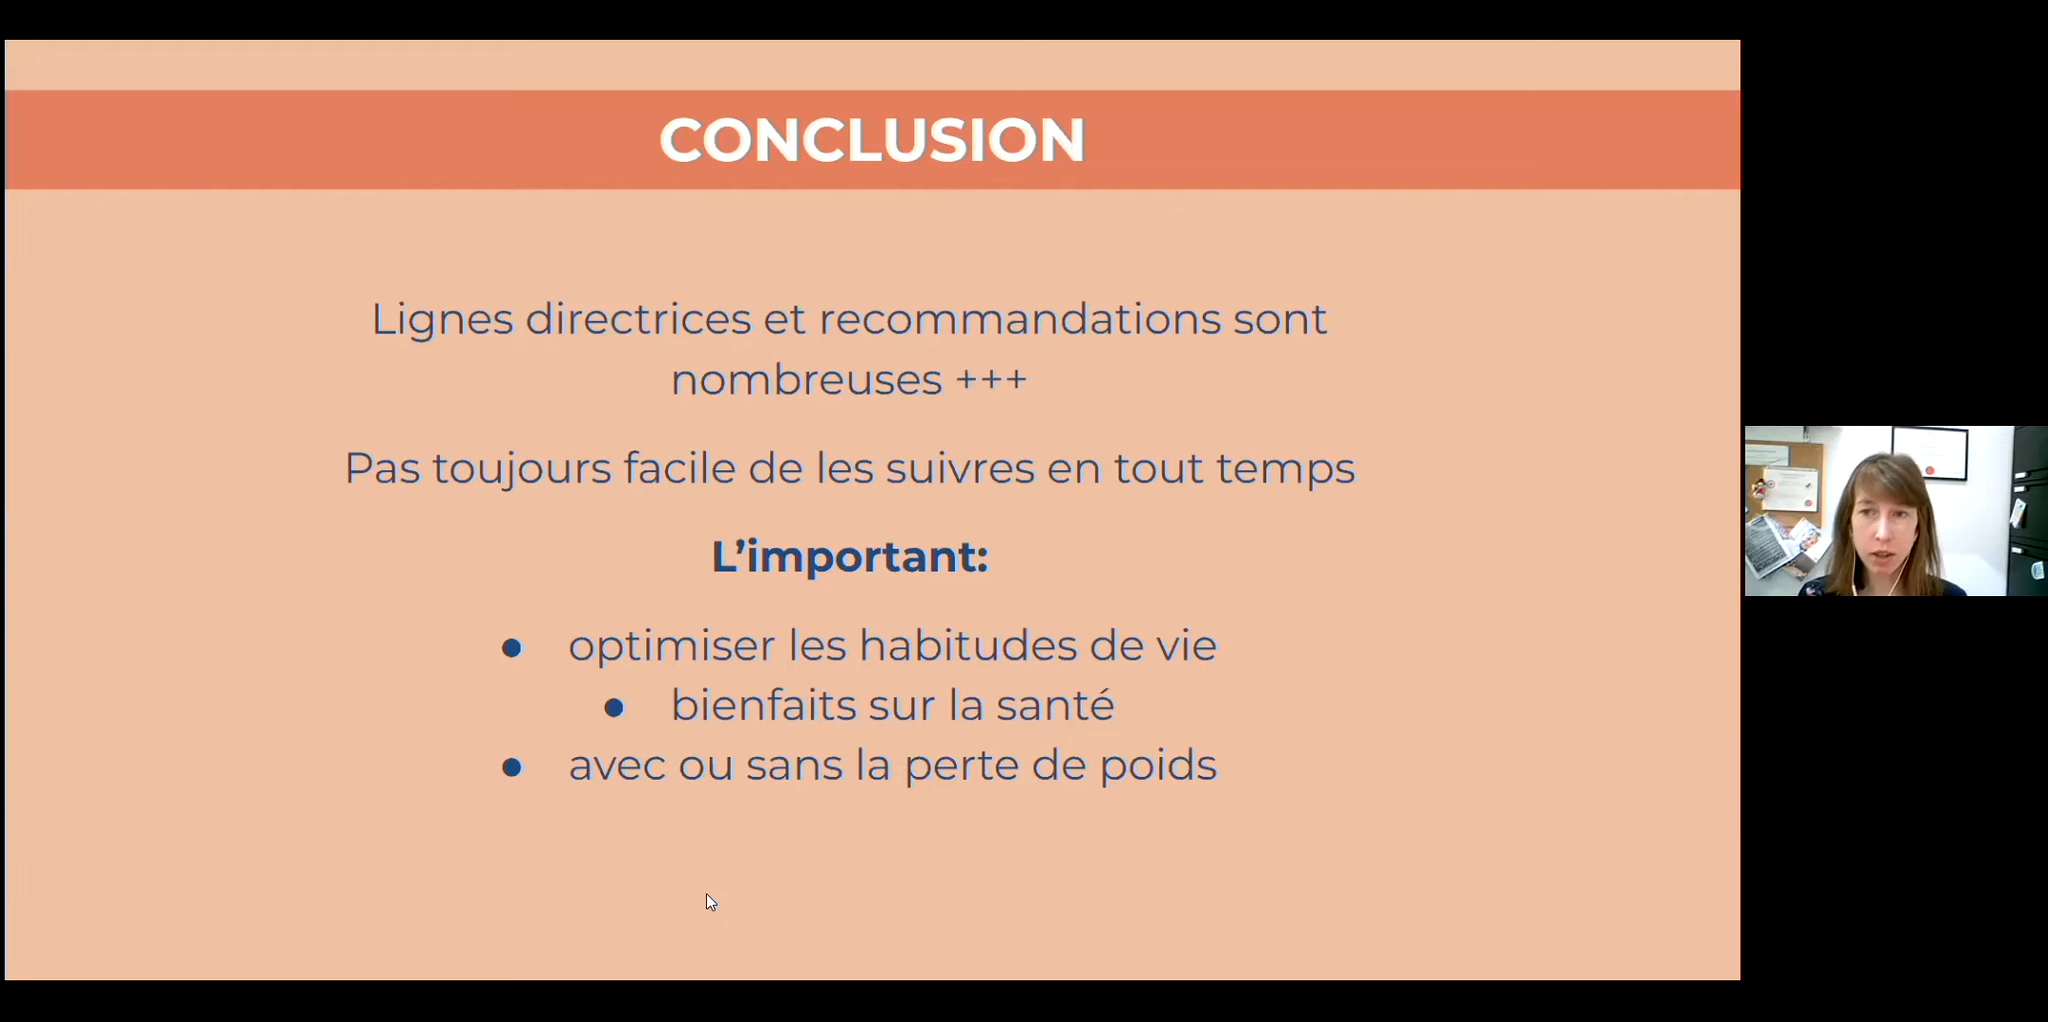 CONCLUSION
Lignes directrices et recommandations sont
nombreuses +++
Pas toujours facile de les suivres en tout temps
L’important:
● optimiser les habitudes de vie
● bienfaits sur la santé
● avec ou sans la perte de poids